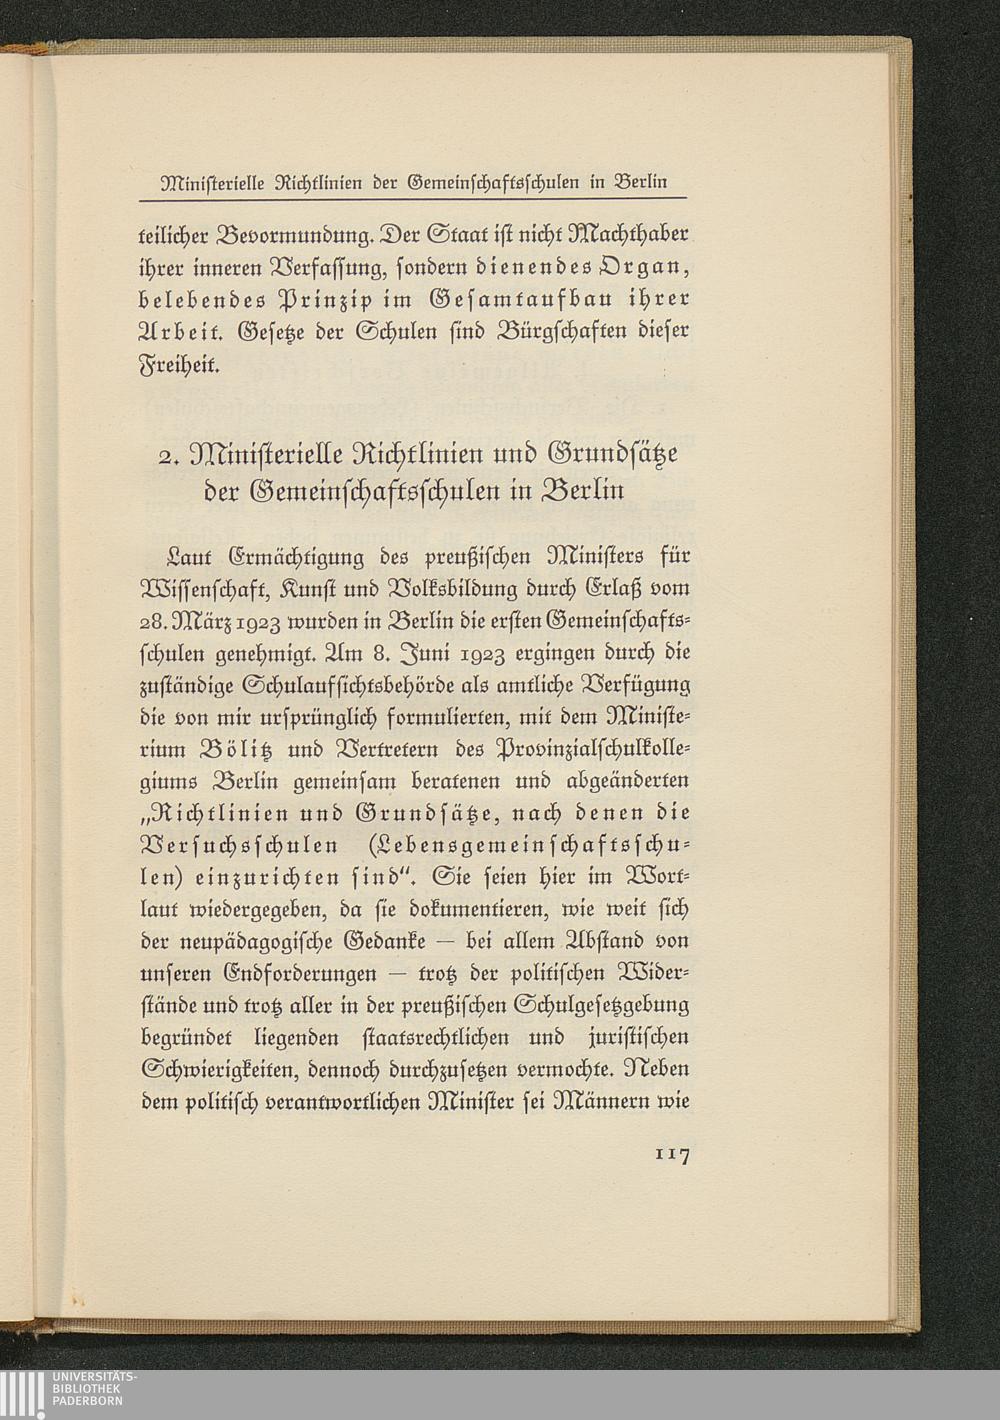 Ministerielle Richtlinien der Gemeinschaftsschulen in Berlin
teilicher Bevormundung. Der Staat ist nicht Machthaber
ihrer inneren Verfassung, sondern dienendes Organ,
belebendes Prinzip im Gesamtaufbau ihrer
Arbeit. Gesetze der Schulen sind Bürgschaften dieser
Freiheit.
2. Ministerielle Richtlinien und Grundsätze
der Gemeinschaftsschulen in Berlin
Laut Ermächtigung des preußischen Ministers für
Wissenschaft, Kunst und Volksbildung durch Erlaß vom
28. März 1923 wurden in Berlin die ersten Gemeinschafts-
schulen genehmigt. Am 8. Juni 1923 ergingen durch die
zuständige Schulaufsichtsbehörde als amtliche Verfügung
die von mir ursprünglich formulierten, mit dem Ministe-
rium Bölitz und Vertretern des Provinzialschulkolle-
giums Berlin gemeinsam beratenen und abgeänderten
„Richtlinien und Grundsätze, nach denen die
Versuchsschulen (Lebensgemeinschaftsschu-
len) einzurichten sind“. Sie seien hier im Wort-
laut wiedergegeben, da sie dokumentieren, wie weit sich
der neupädagogische Gedanke — bei allem Abstand von
unseren Endforderungen — trotz der politischen Wider-
stände und trotz aller in der preußischen Schulgesetzgebung
begründet liegenden staatsrechtlichen und juristischen
Schwierigkeiten, dennoch durchzusetzen vermochte. Neben
dem politisch verantwortlichen Minister sei Männern wie
117
UNIVERSITÄTS-
BIBLIOTHEK
PADERBORN